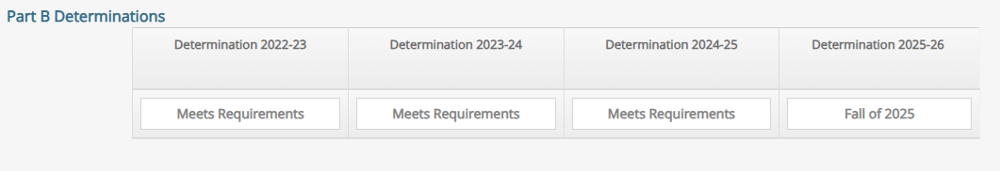 Part B Determinations
Determination 2022-23 Determination 2023-24 Determination 2024-25 Determination 2025-26
Meets Requirements Meets Requirements Meets Requirements Fall of 2025